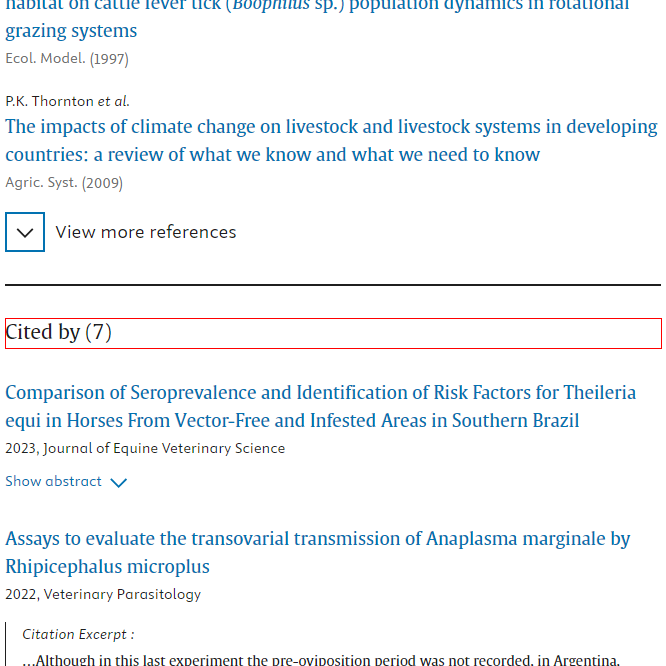 habitat on cattle fever tick (Boophilus sp.) population dynamics in rotational
grazing systems
Ecol. Model. (1997)
P.K. Thornton et al.
The impacts of climate change on livestock and livestock systems in developing
countries: a review of what we know and what we need to know
Agric. Syst. (2009)
View more references
Cited by (7)
Comparison of Seroprevalence and Identification of Risk Factors for Theileria
equi in Horses From Vector-Free and Infested Areas in Southern Brazil
2023, Journal of Equine Veterinary Science
Show abstract
Assays to evaluate the transovarial transmission of Anaplasma marginale by
Rhipicephalus microplus
2022, Veterinary Parasitology
Citation Excerpt :
…Although in this last experiment the pre-oviposition period was not recorded, in Argentina,